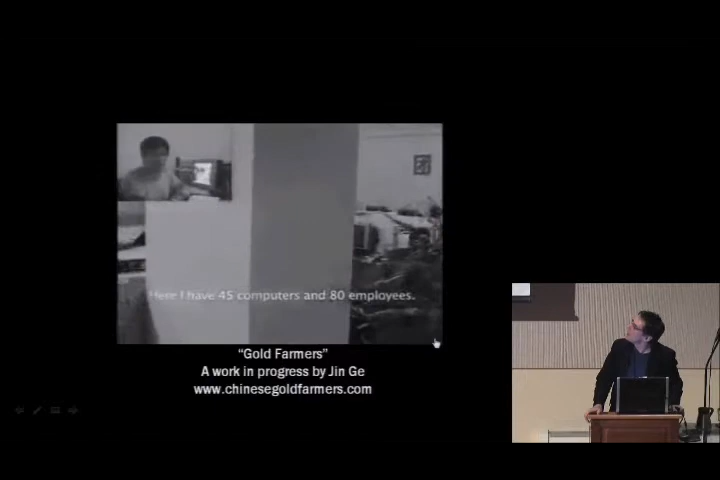 Here I have 45 computers and 80 employees.
“Gold Farmers”
A work in progress by Jin Ge
www.chinesegoldfarmers.com